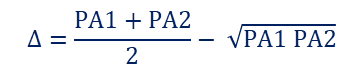 Δ = (PA1 + PA2)/2 − √(PA1 PA2)